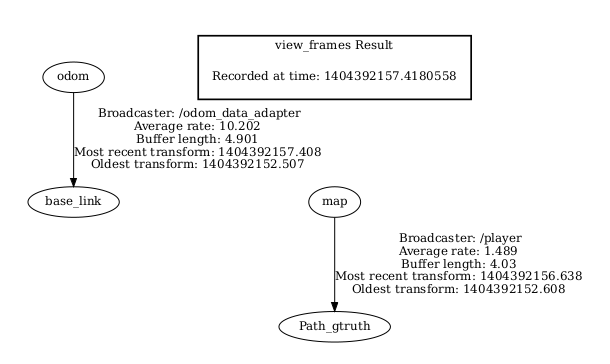 view_frames Result
Recorded at time: 1404392157.4180558
odom
Broadcaster: /odom_data_adapter
Average rate: 10.202
Buffer length: 4.901
Most recent transform: 1404392157.408
Oldest transform: 1404392152.507
base_link
map
Broadcaster: /player
Average rate: 1.489
Buffer length: 4.03
Most recent transform: 1404392156.638
Oldest transform: 1404392152.608
Path_gtruth